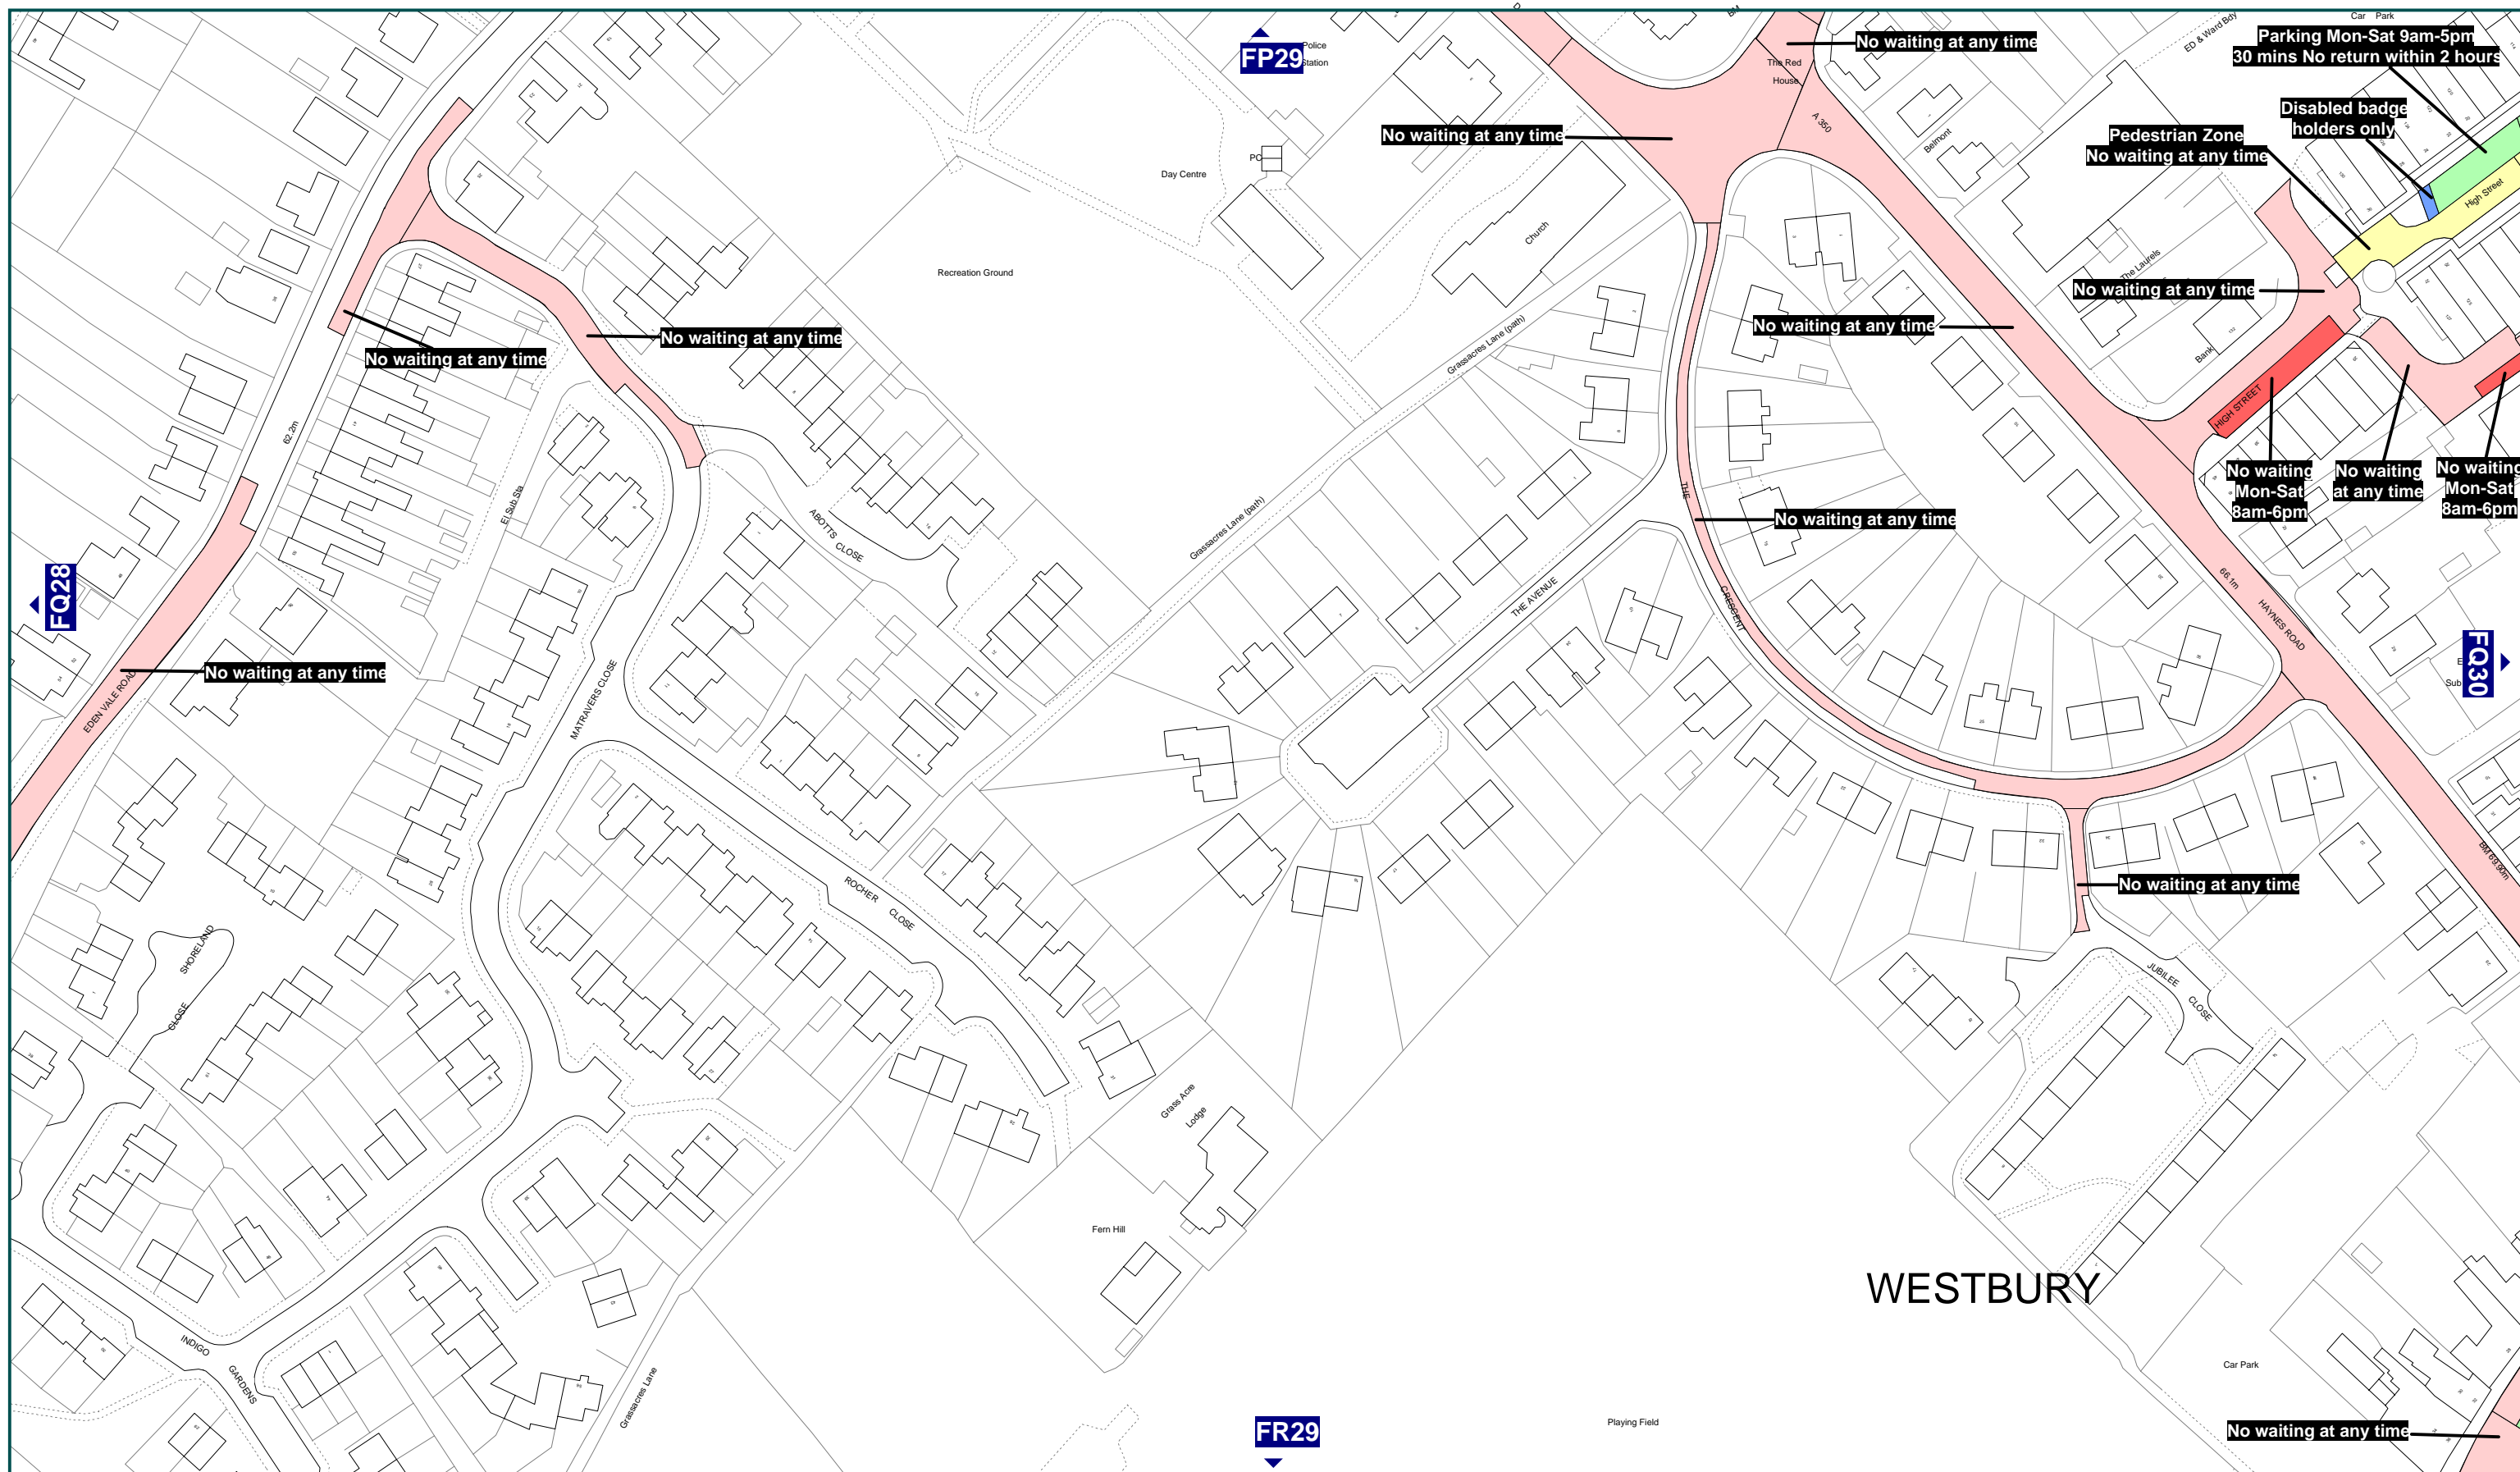 FP29
Police
Station
BM
No waiting at any time
The Red
House
ED & Ward Bdy
Car Park
Parking Mon-Sat 9am-5pm
30 mins No return within 2 hours
Disabled badge
holders only
Pedestrian Zone
No waiting at any time
No waiting at any time
A 350
Belmont
PC
Day Centre
High Street
Church
Recreation Ground
The Laurels
No waiting at any time
No waiting at any time
No waiting at any time
No waiting at any time
Grassacres Lane (path)
Bank
HIGH STREET
62.2m
No waiting
Mon-Sat
8am-6pm
No waiting
at any time
No waiting
Mon-Sat
8am-6pm
El Sub Sta
THE
No waiting at any time
ABOTTS
CLOSE
Grassacres Lane (path)
FQ28
THE AVENUE
CRESCENT
66.1m
HAYNES ROAD
FQ30
Sub
No waiting at any time
EDEN VALE ROAD
MATRAVERS CLOSE
BM 69.90m
No waiting at any time
ROCHER
CLOSE
SHORELAND
CLOSE
JUBILEE
CLOSE
Grass Acre
Lodge
Fern Hill
WESTBURY
INDIGO
GARDENS
Car Park
Grassacres Lane
Playing Field
FR29
No waiting at any time